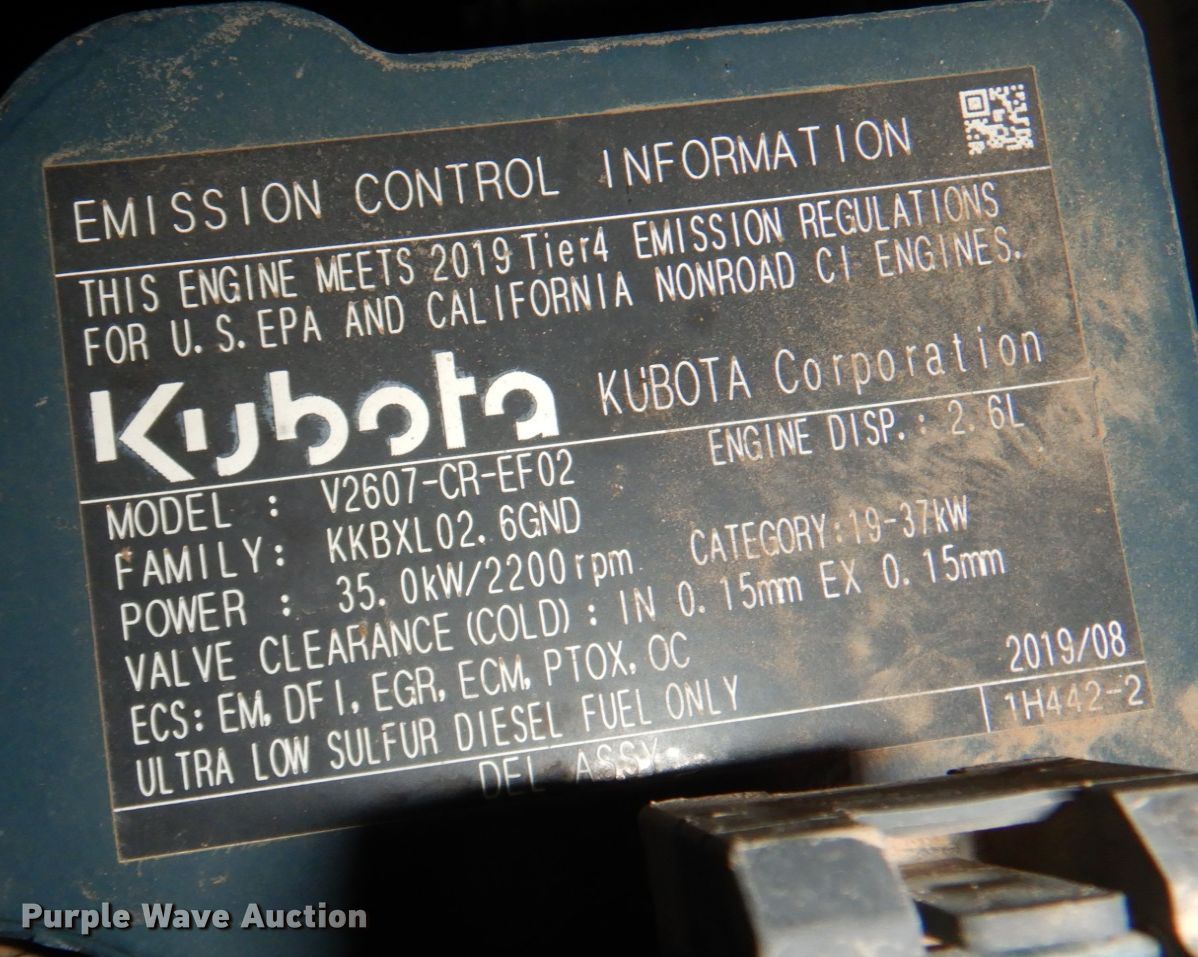 EMISSION CONTROL INFORMATION
THIS ENGINE MEETS 2019 Tier4 EMISSION REGULATIONS
FOR U.S.EPA AND CALIFORNIA NONROAD CI ENGINES.
Kubota KUBOTA Corporation
ENGINE DISP.: 2.6L
MODEL : V2607-CR-EF02
FAMILY: KKBXL02.6GND
POWER : 35.0kW/2200rpm CATEGORY:19-37kW
VALVE CLEARANCE (COLD) : IN 0.15mm EX 0.15mm
ECS: EM, DFI, EGR, ECM, PTOX, OC
2019/08
ULTRA LOW SULFUR DIESEL FUEL ONLY
1H442-2
DEL ASSY
Purple Wave Auction